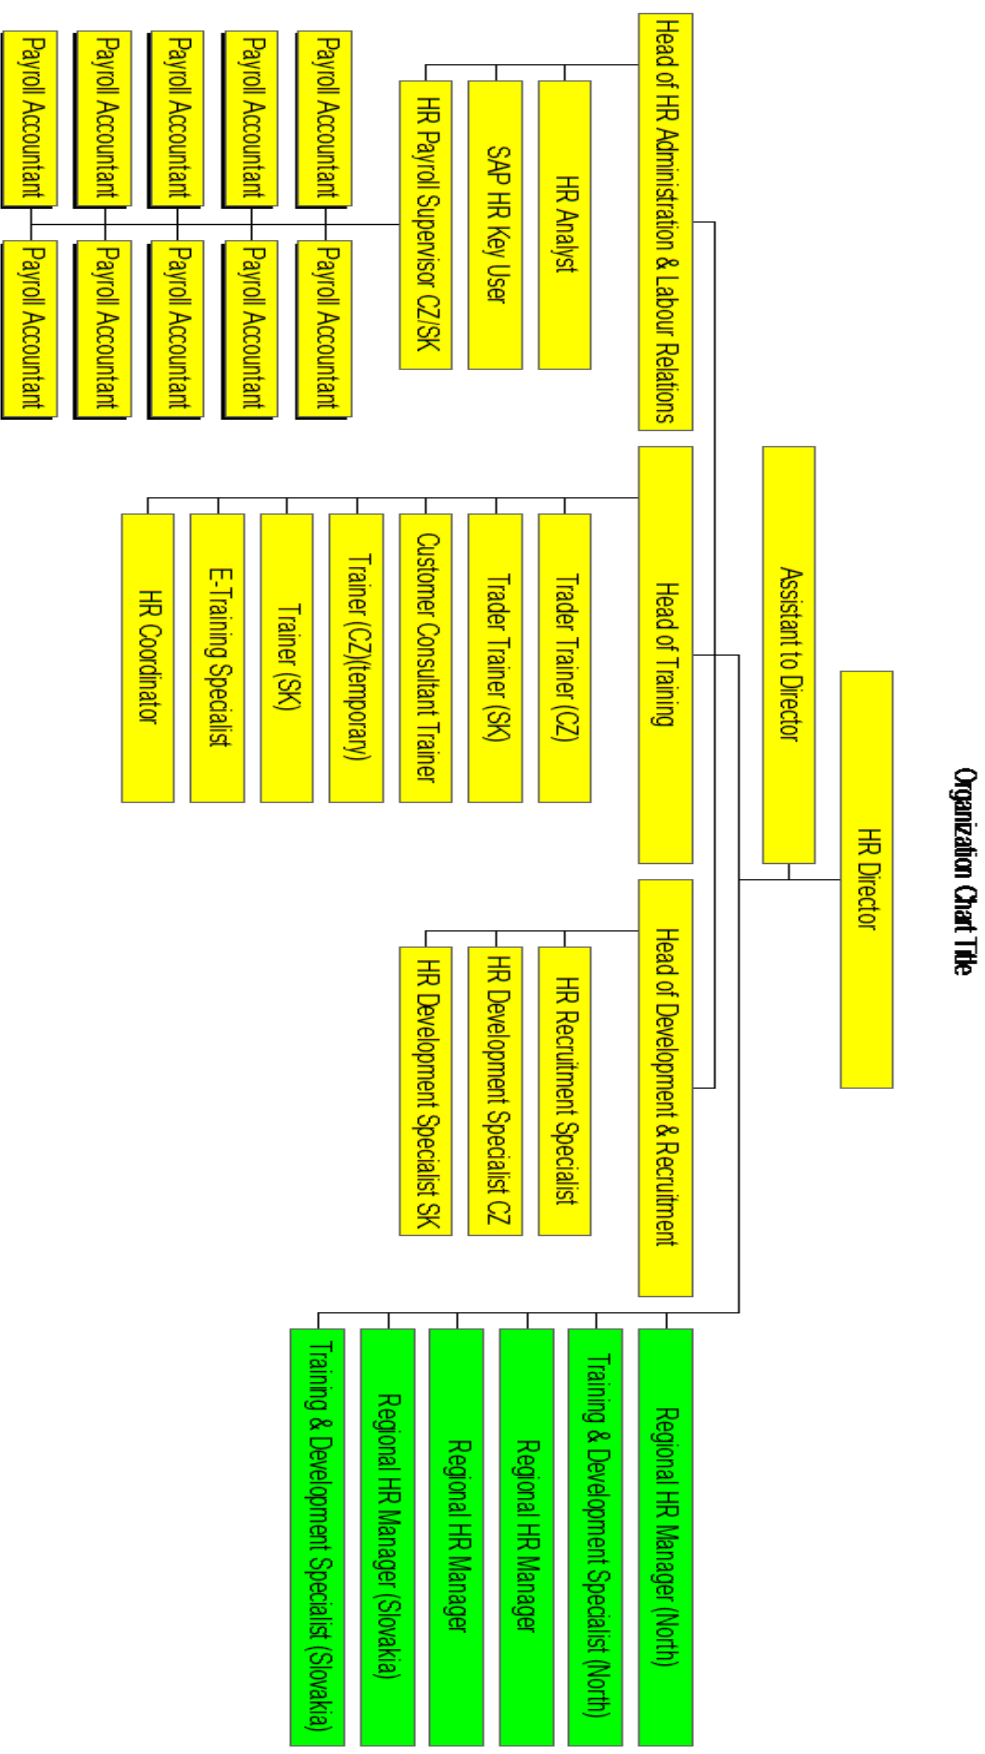 Organization Chart Title
HR Director
Assistant to Director
Head of HR Administration & Labour Relations
HR Analyst
SAP HR Key User
HR Payroll Supervisor CZ/SK
Payroll Accountant
Payroll Accountant
Payroll Accountant
Payroll Accountant
Payroll Accountant
Payroll Accountant
Payroll Accountant
Payroll Accountant
Payroll Accountant
Payroll Accountant
Head of Training
Trader Trainer (CZ)
Trader Trainer (SK)
Customer Consultant Trainer
Trainer (CZ)(temporary)
Trainer (SK)
E-Training Specialist
HR Coordinator
Head of Development & Recruitment
HR Recruitment Specialist
HR Development Specialist CZ
HR Development Specialist SK
Regional HR Manager (North)
Training & Development Specialist (North)
Regional HR Manager
Regional HR Manager
Regional HR Manager (Slovakia)
Training & Development Specialist (Slovakia)